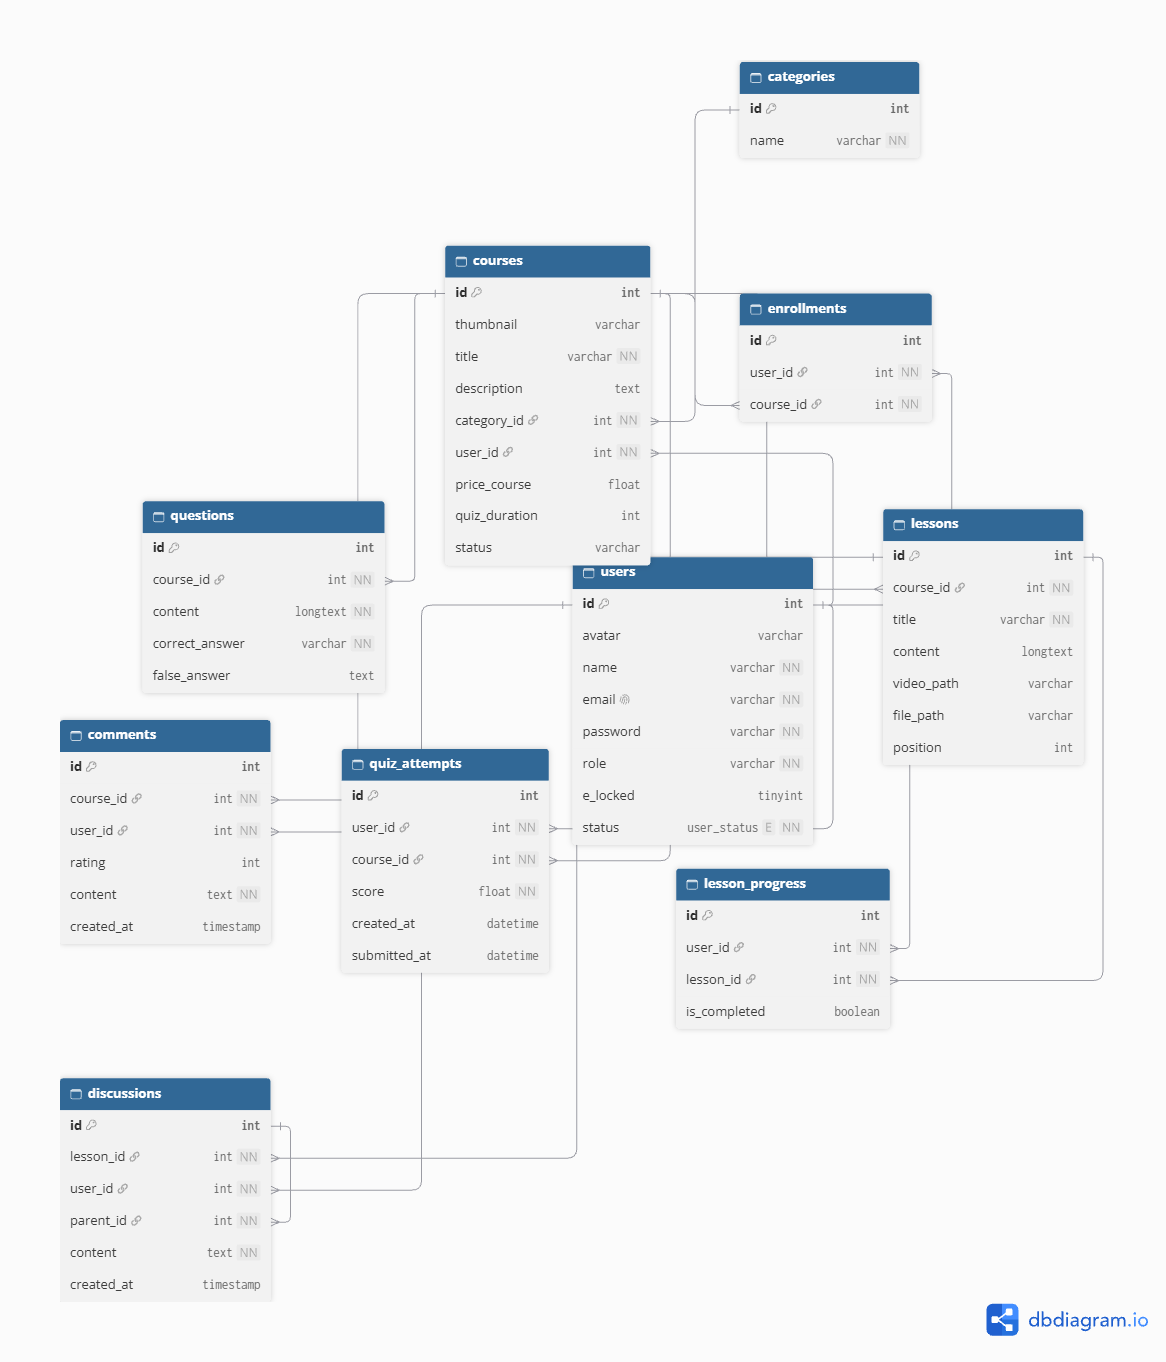 categories
id int
name varchar NN
courses
id int
thumbnail varchar
title varchar NN
description text
category_id int NN
user_id int NN
price_course float
quiz_duration int
status varchar
enrollments
id int
user_id int NN
course_id int NN
questions
id int
course_id int NN
content longtext NN
correct_answer varchar NN
false_answer text
lessons
id int
course_id int NN
title varchar NN
content longtext
video_path varchar
file_path varchar
position int
users
id int
avatar varchar
name varchar NN
email varchar NN
password varchar NN
role varchar NN
e_locked tinyint
status user_status E NN
comments
id int
course_id int NN
user_id int NN
rating int
content text NN
created_at timestamp
quiz_attempts
id int
user_id int NN
course_id int NN
score float NN
created_at datetime
submitted_at datetime
lesson_progress
id int
user_id int NN
lesson_id int NN
is_completed boolean
discussions
id int
lesson_id int NN
user_id int NN
parent_id int NN
content text NN
created_at timestamp
dbdiagram.io